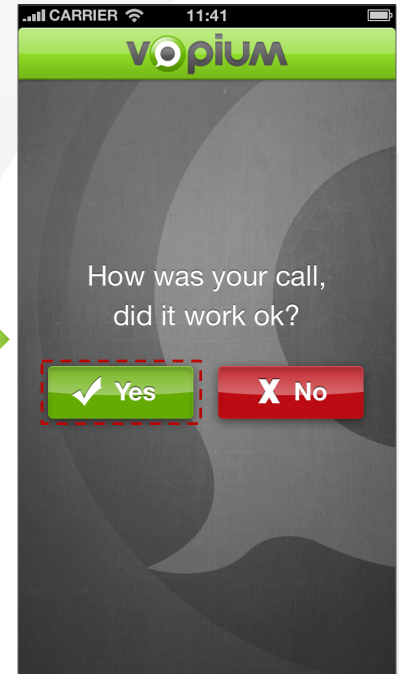 CARRIER 11:41
vopium
How was your call,
did it work ok?
Yes X No